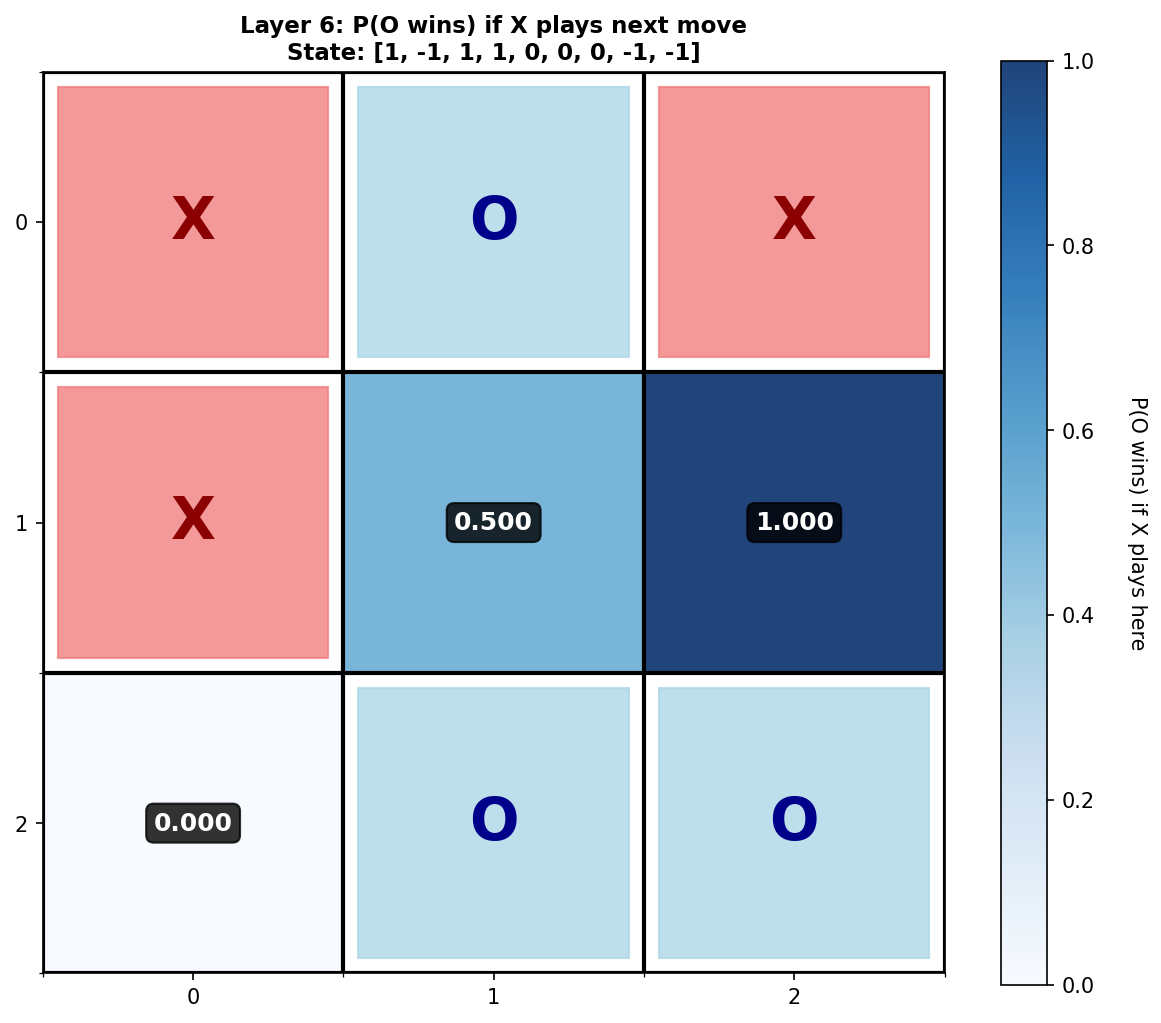 Layer 6: P(O wins) if X plays next move
State: [1, -1, 1, 1, 0, 0, 0, -1, -1]
0
X
O
X
1
X
0.500
1.000
2
0.000
O
O
0
1
2
1.0
0.8
0.6
0.4
0.2
0.0
P(O wins) if X plays here